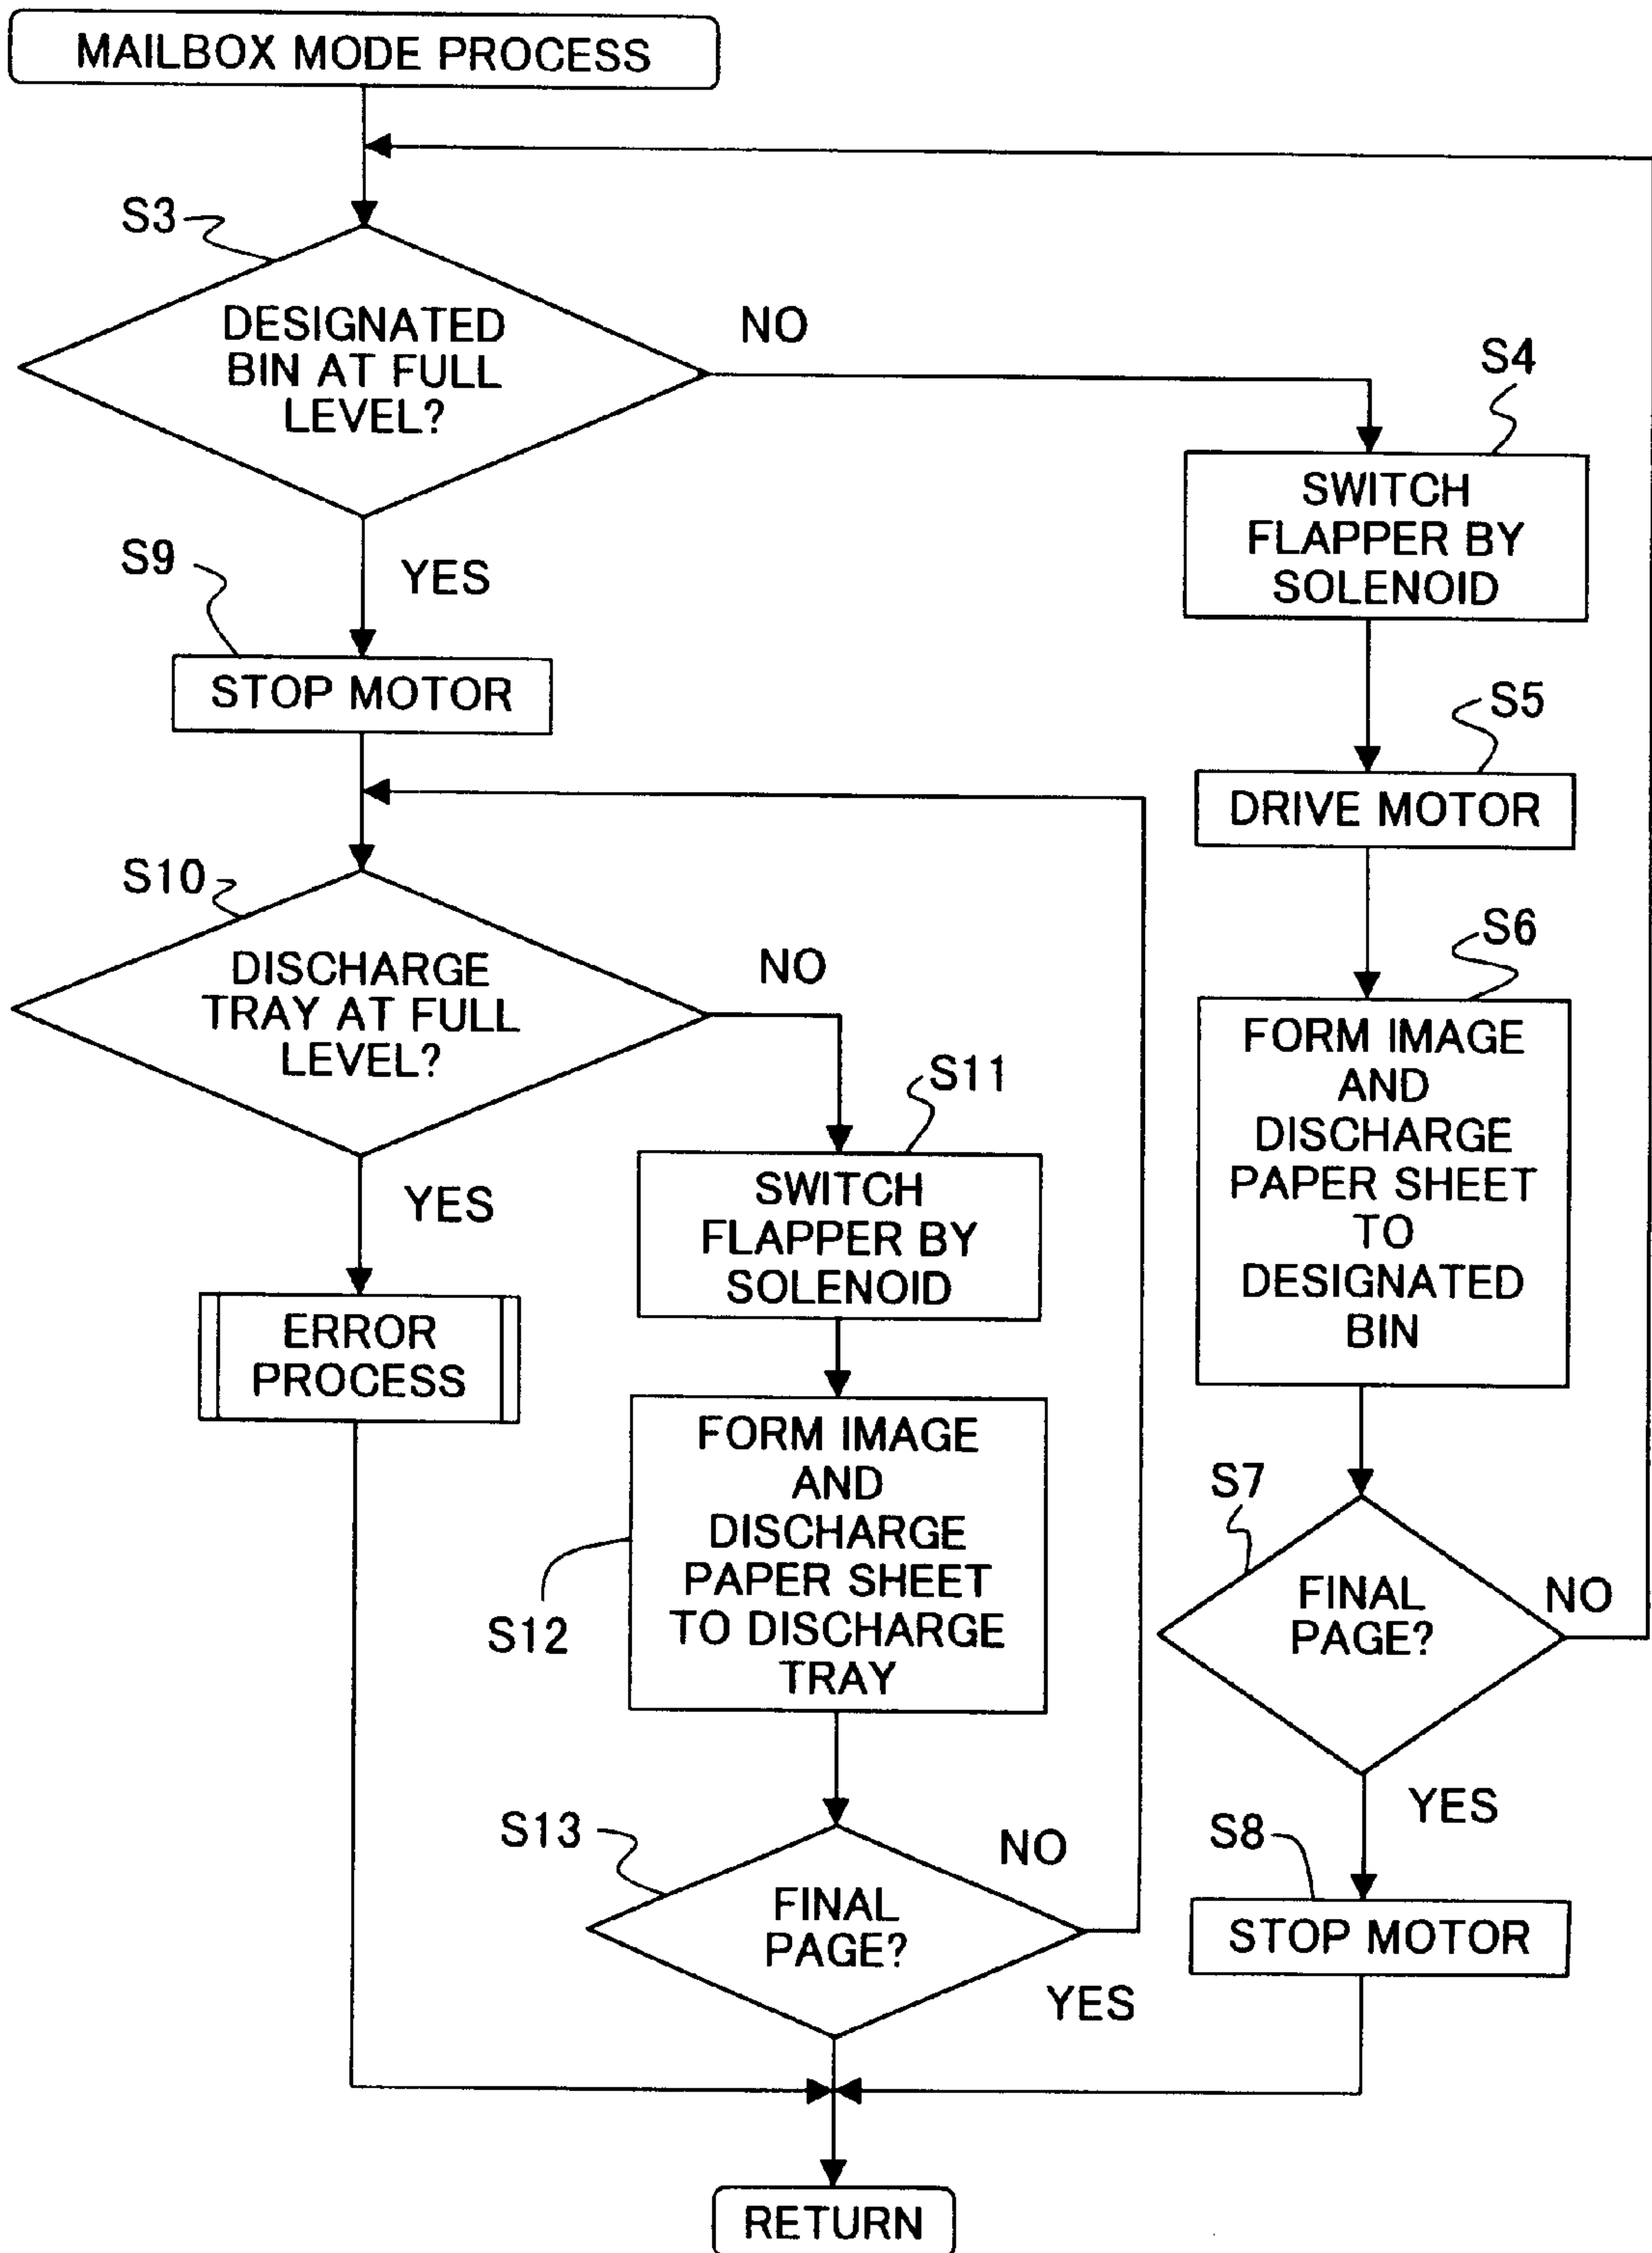 MAILBOX MODE PROCESS
S3
DESIGNATED
BIN AT FULL
LEVEL?
NO
YES
S4
SWITCH
FLAPPER BY
SOLENOID
S9
STOP MOTOR
S5
DRIVE MOTOR
S10
DISCHARGE
TRAY AT FULL
LEVEL?
NO
YES
S6
FORM IMAGE
AND
DISCHARGE
PAPER SHEET
TO
DESIGNATED
BIN
S11
SWITCH
FLAPPER BY
SOLENOID
ERROR
PROCESS
S12
FORM IMAGE
AND
DISCHARGE
PAPER SHEET
TO DISCHARGE
TRAY
S7
FINAL
PAGE?
NO
YES
S13
FINAL
PAGE?
NO
YES
S8
STOP MOTOR
RETURN